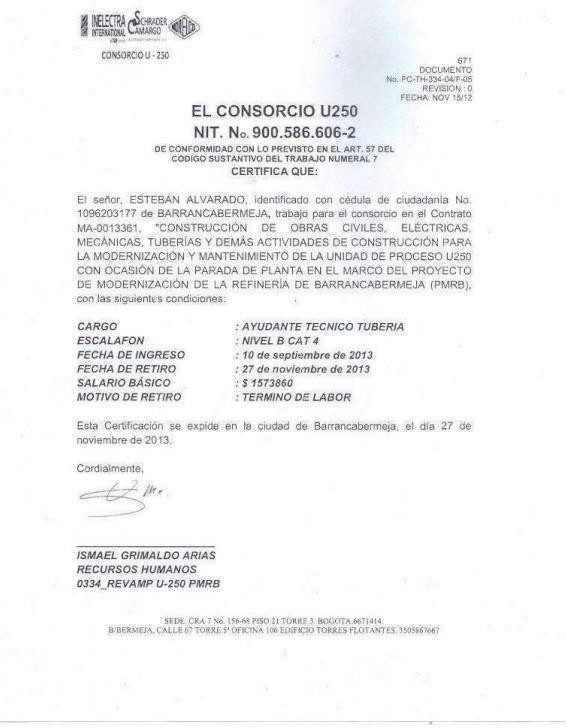 INELECTRA
INTERNATIONAL
SCHRADER
CAMARGO
CONSORCIO U - 250
671
DOCUMENTO
No. PC-TH-334-04/F-05
REVISION : 0
FECHA: NOV 15/12
EL CONSORCIO U250
NIT. No. 900.586.606-2
DE CONFORMIDAD CON LO PREVISTO EN EL ART. 57 DEL
CODIGO SUSTANTIVO DEL TRABAJO NUMERAL 7
CERTIFICA QUE:
El señor, ESTEBAN ALVARADO, identificado con cédula de ciudadanía No.
1096203177 de BARRANCABERMEJA, trabajo para el consorcio en el Contrato
MA-0013361, "CONSTRUCCIÓN DE OBRAS CIVILES, ELÉCTRICAS,
MECÁNICAS, TUBERÍAS Y DEMÁS ACTIVIDADES DE CONSTRUCCIÓN PARA
LA MODERNIZACIÓN Y MANTENIMIENTO DE LA UNIDAD DE PROCESO U250
CON OCASIÓN DE LA PARADA DE PLANTA EN EL MARCO DEL PROYECTO
DE MODERNIZACIÓN DE LA REFINERÍA DE BARRANCABERMEJA (PMRB),
con las siguientes condiciones:
CARGO : AYUDANTE TECNICO TUBERIA
ESCALAFON : NIVEL B CAT 4
FECHA DE INGRESO : 10 de septiembre de 2013
FECHA DE RETIRO : 27 de noviembre de 2013
SALARIO BÁSICO : $ 1573860
MOTIVO DE RETIRO : TERMINO DE LABOR
Esta Certificación se expide en la ciudad de Barrancabermeja, el día 27 de
noviembre de 2013.
Cordialmente,
ISMAEL GRIMALDO ARIAS
RECURSOS HUMANOS
0334_REVAMP U-250 PMRB
SEDE. CRA 7 No. 156-68 PISO 21 TORRE 3. BOGOTA.6671414.
B/BERMEJA, CALLE 67 TORRE 5ª OFICINA 106 EDIFICIO TORRES FLOTANTES. 3505867667